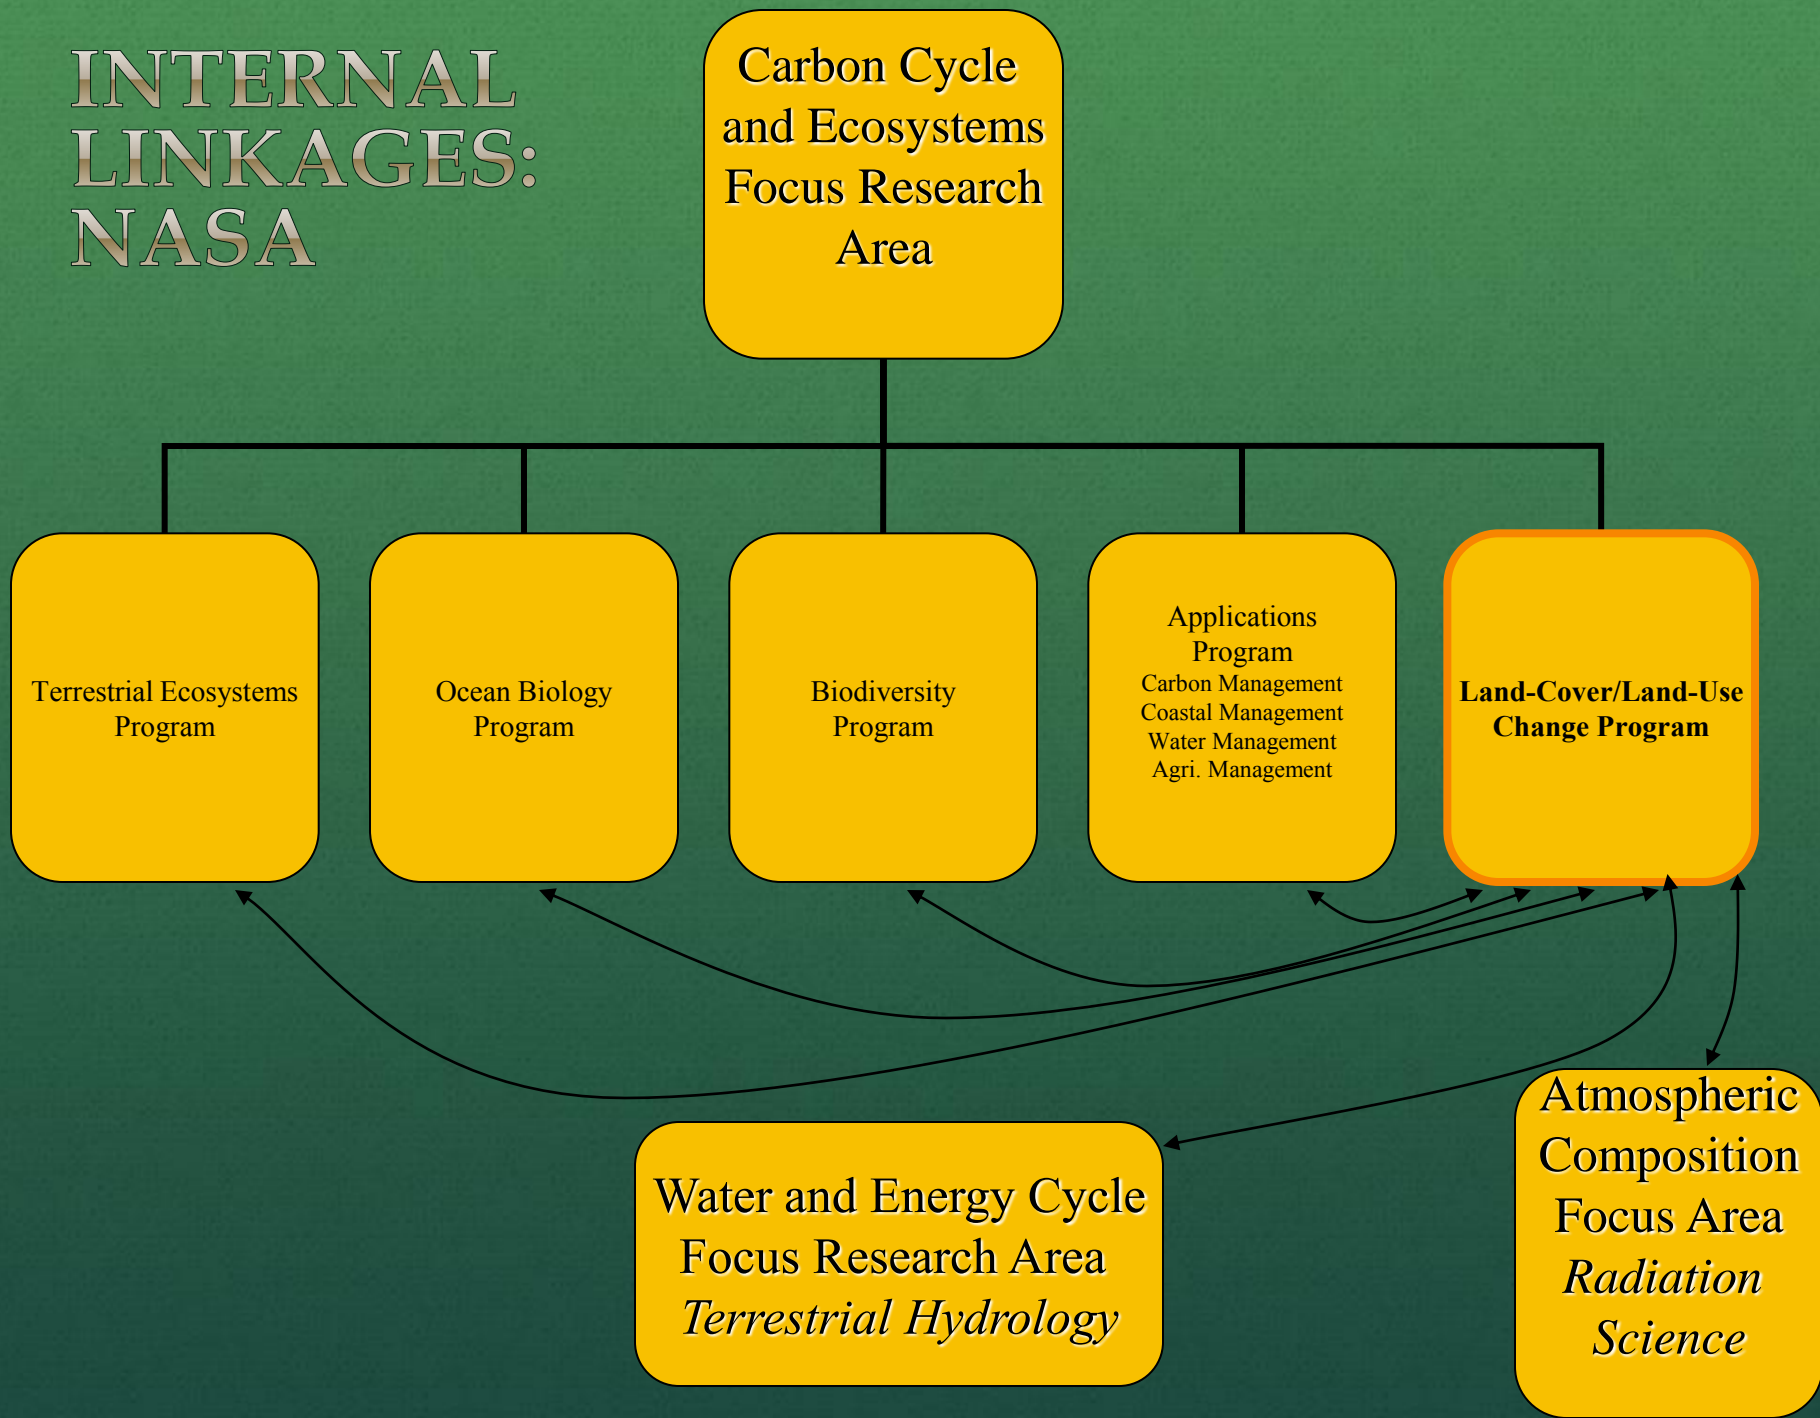 INTERNAL
LINKAGES:
NASA
Carbon Cycle
and Ecosystems
Focus Research
Area
Terrestrial Ecosystems
Program
Ocean Biology
Program
Biodiversity
Program
Applications
Program
Carbon Management
Coastal Management
Water Management
Agri. Management
Land-Cover/Land-Use
Change Program
Water and Energy Cycle
Focus Research Area
Terrestrial Hydrology
Atmospheric
Composition
Focus Area
Radiation
Science